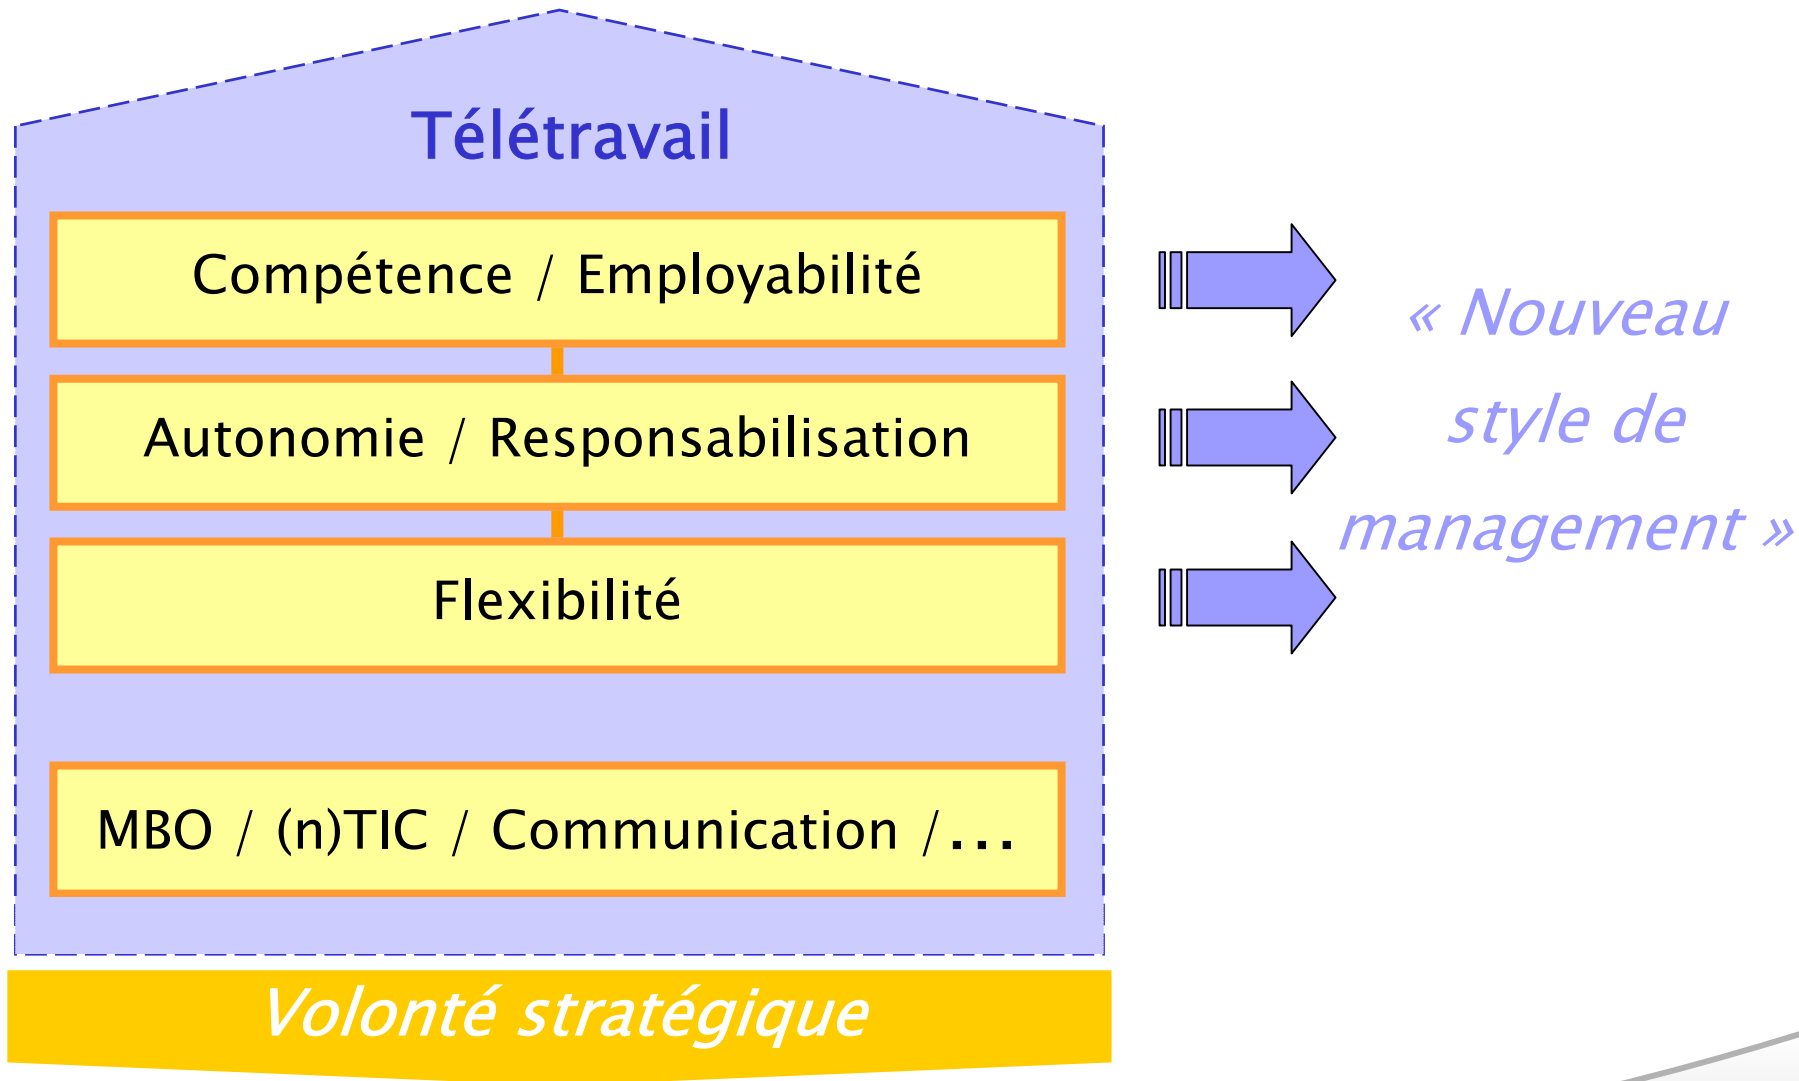 Télétravail
Compétence / Employabilité
Autonomie / Responsabilisation
Flexibilité
MBO / (n)TIC / Communication /...
Volonté stratégique
« Nouveau
style de
management »